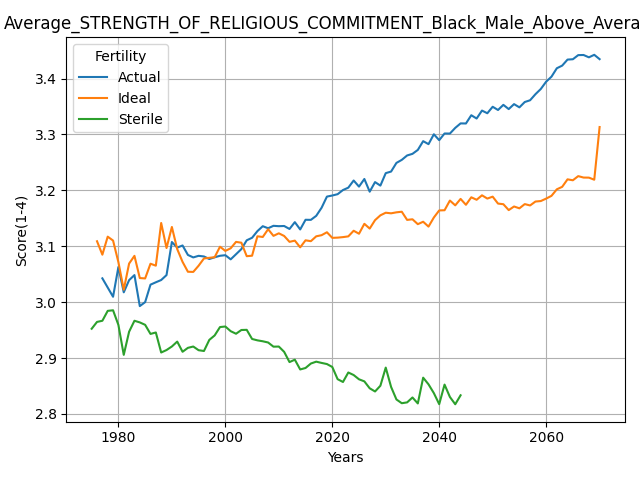 Average_STRENGTH_OF_RELIGIOUS_COMMITMENT_Black_Male_Above_Avera
Fertility
Actual
Ideal
Sterile
Score(1-4)
3.4
3.3
3.2
3.1
3.0
2.9
2.8
1980 2000 2020 2040 2060
Years